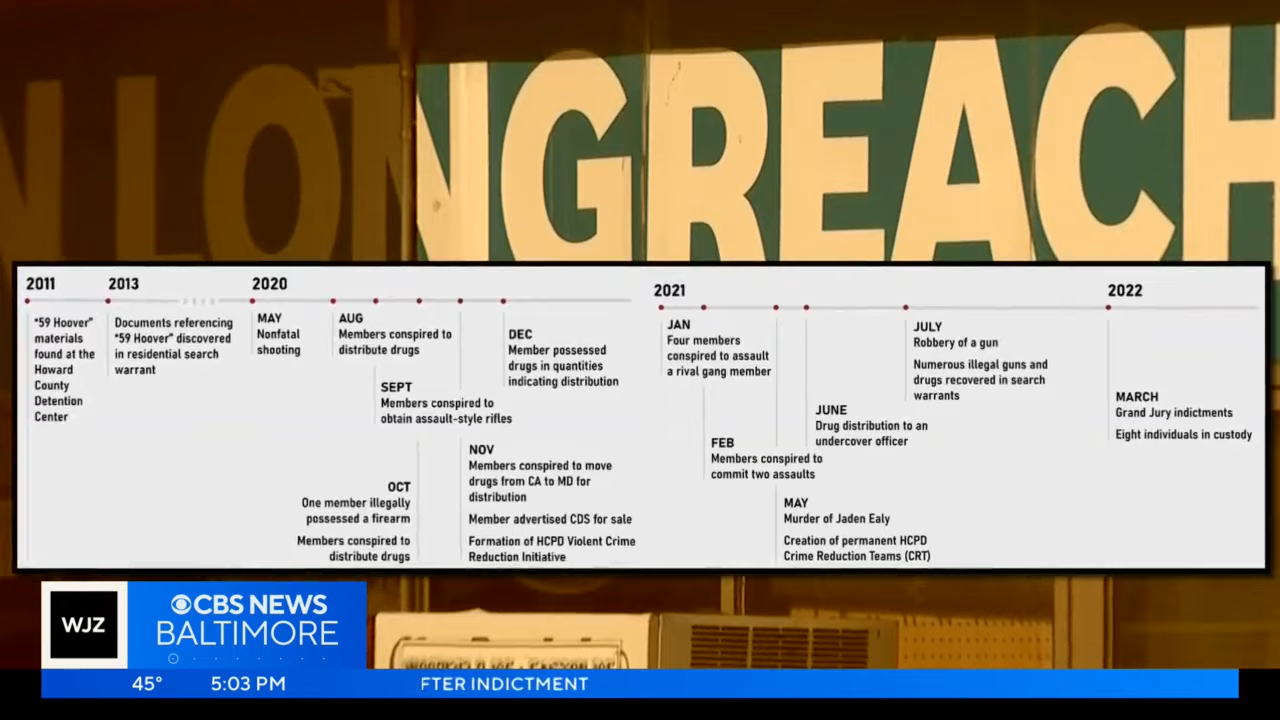 LONGREACH
2011
"59 Hoover"
materials
found at the
Howard
County
Detention
Center
2013
Documents referencing
"59 Hoover" discovered
in residential search
warrant
2020
MAY
Nonfatal
shooting
AUG
Members conspired to
distribute drugs
SEPT
Members conspired to
obtain assault-style rifles
OCT
One member illegally
possessed a firearm
Members conspired to
distribute drugs
NOV
Members conspired to move
drugs from CA to MD for
distribution
Member advertised CDS for sale
Formation of HCPD Violent Crime
Reduction Initiative
DEC
Member possessed
drugs in quantities
indicating distribution
2021
JAN
Four members
conspired to assault
a rival gang member
FEB
Members conspired to
commit two assaults
MAY
Murder of Jaden Ealy
Creation of permanent HCPD
Crime Reduction Teams (CRT)
JUNE
Drug distribution to an
undercover officer
JULY
Robbery of a gun
Numerous illegal guns and
drugs recovered in search
warrants
2022
MARCH
Grand Jury indictments
Eight individuals in custody
WJZ
CBS NEWS
BALTIMORE
45° 5:03 PM FTER INDICTMENT